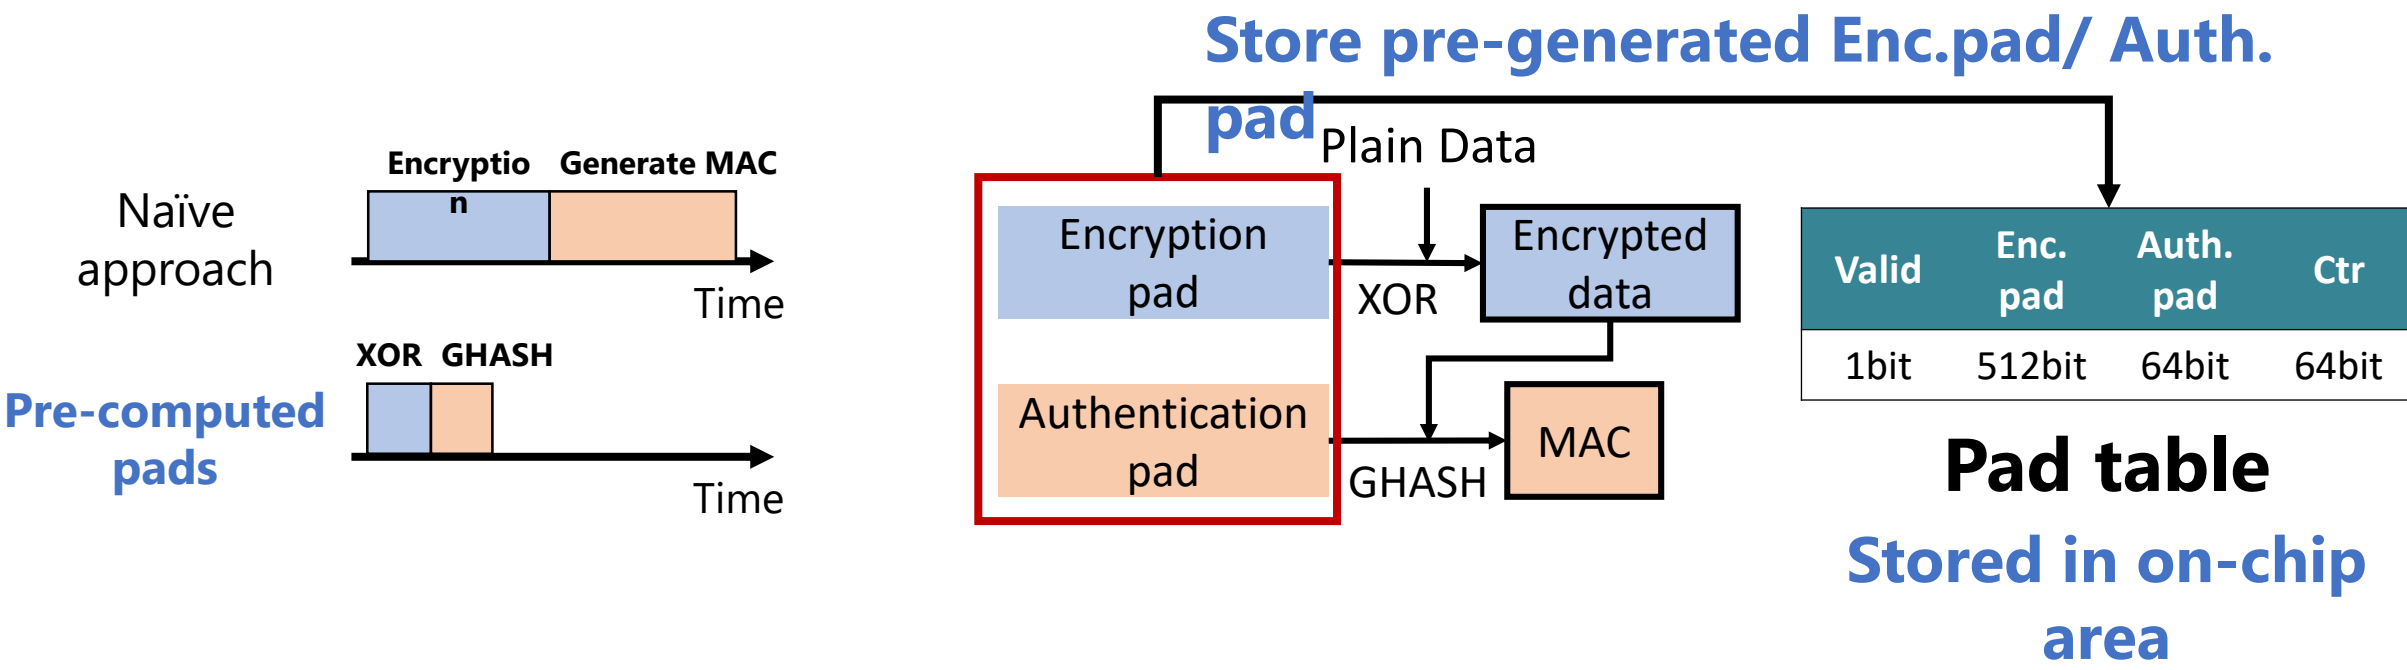 Store pre-generated Enc.pad/ Auth.
pad
Naïve
approach
Encryptio
n
Generate MAC
Time
Pre-computed
pads
XOR GHASH
Time
Plain Data
Encryption
pad
XOR
Encrypted
data
Authentication
pad
GHASH
MAC
Valid
Enc.
pad
Auth.
pad
Ctr
1bit 512bit 64bit 64bit
Pad table
Stored in on-chip
area